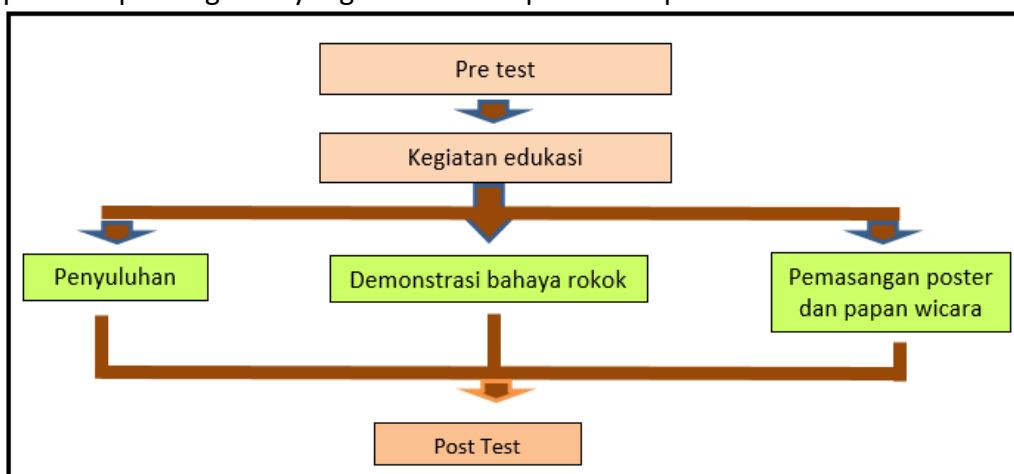 Pre test
Kegiatan edukasi
Penyuluhan
Demonstrasi bahaya rokok
Pemasangan poster
dan papan wicara
Post Test